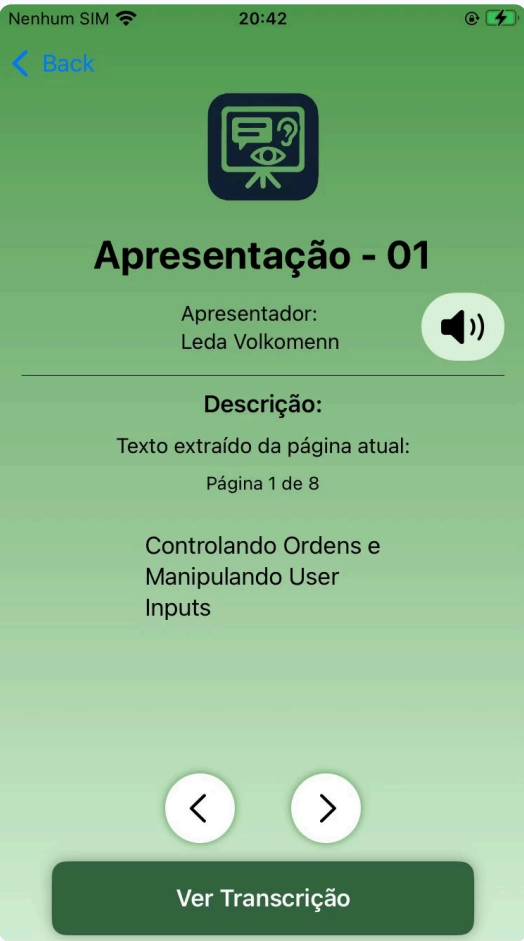 Nenhum SIM
20:42
Back
Apresentação - 01
Apresentador:
Leda Volkomenn
Descrição:
Texto extraído da página atual:
Página 1 de 8
Controlando Ordens e
Manipulando User
Inputs
Ver Transcrição